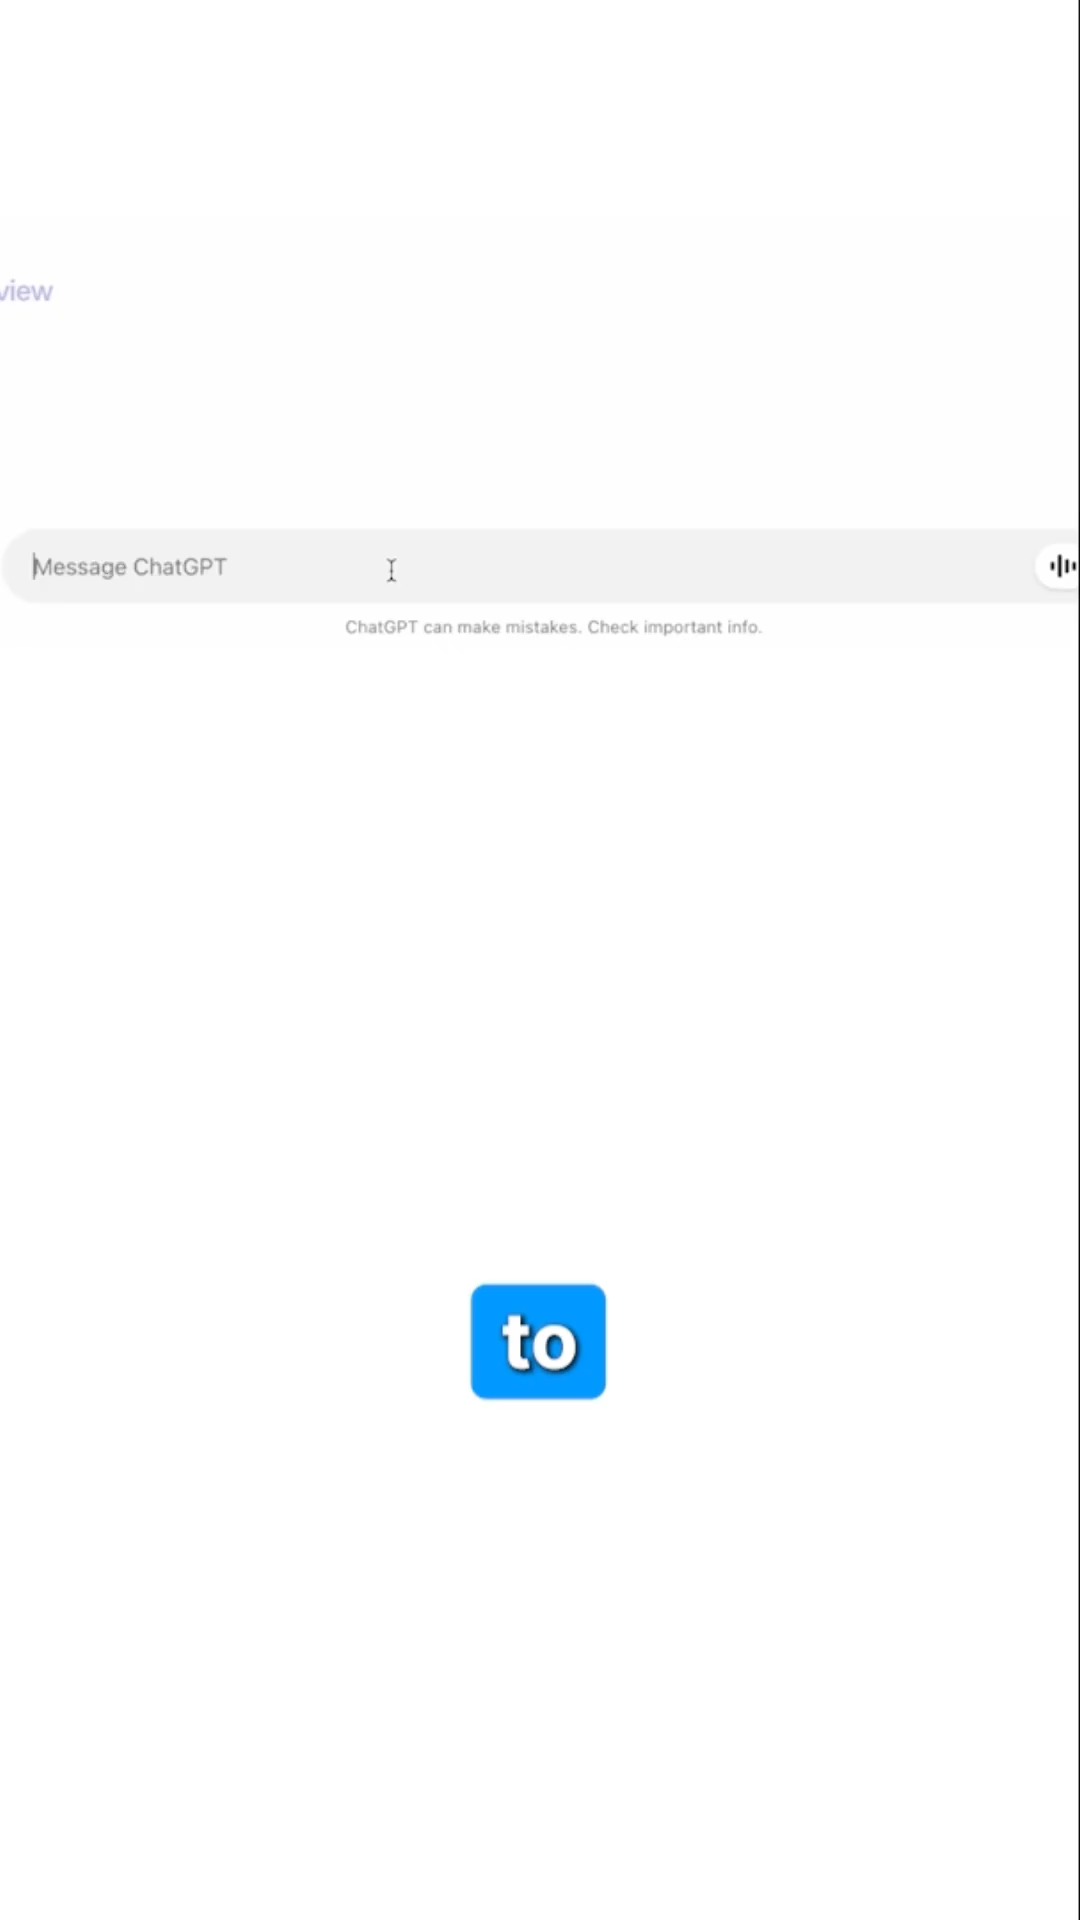 view
Message ChatGPT
ChatGPT can make mistakes. Check important info.
to